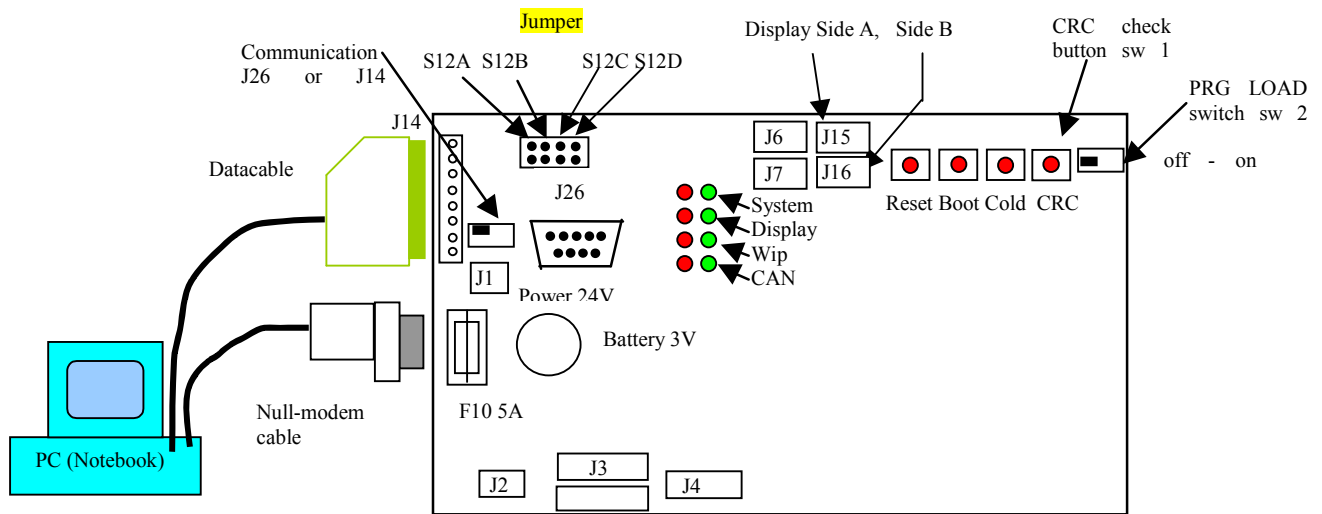 Jumper
Display Side A, Side B
CRC check
button sw 1
Communication
J26 or J14
S12A S12B S12C S12D
PRG LOAD
switch sw 2
J14
J6 J15
J7 J16
off - on
Datacable
J26
Reset Boot Cold CRC
System
Display
Wip
CAN
J1
Power 24V
Battery 3V
F10 5A
Null-modem
cable
PC (Notebook)
J3
J2
J4